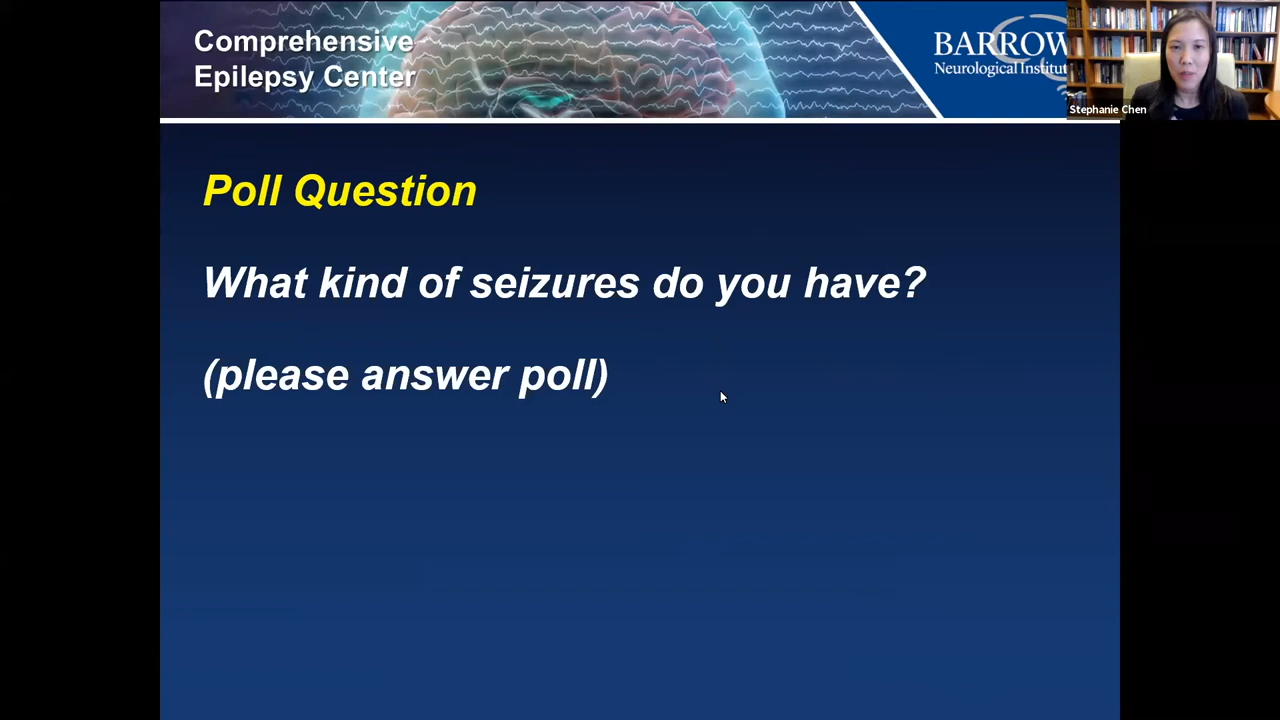 Comprehensive
Epilepsy Center
BARROW
Neurological Institut
Stephanie Chen
Poll Question
What kind of seizures do you have?
(please answer poll)